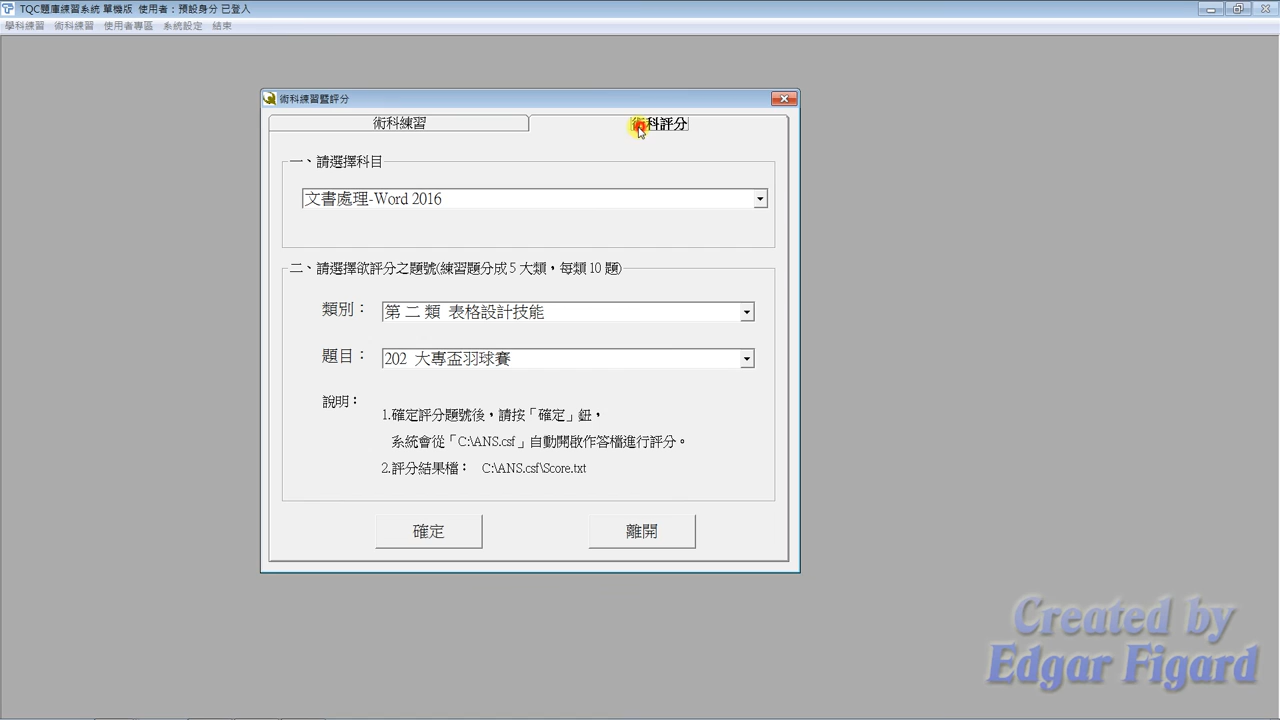 TQC題庫練習系統 單機版 使用者：預設身分 已登入
學科練習 術科練習 使用者專區 系統設定 結束
術科練習暨評分
術科練習 術科評分
一、請選擇科目
文書處理-Word 2016
二、請選擇欲評分之題號(練習題分成 5 大類，每類 10 題)
類別： 第 二 類 表格設計技能
題目： 202 大專盃羽球賽
說明：
1.確定評分題號後，請按「確定」鈕，
系統會從「C:\ANS.csf」自動開啟作答檔進行評分。
2.評分結果檔： C:\ANS.csf\Score.txt
確定 離開
Created by
Edgar Figard